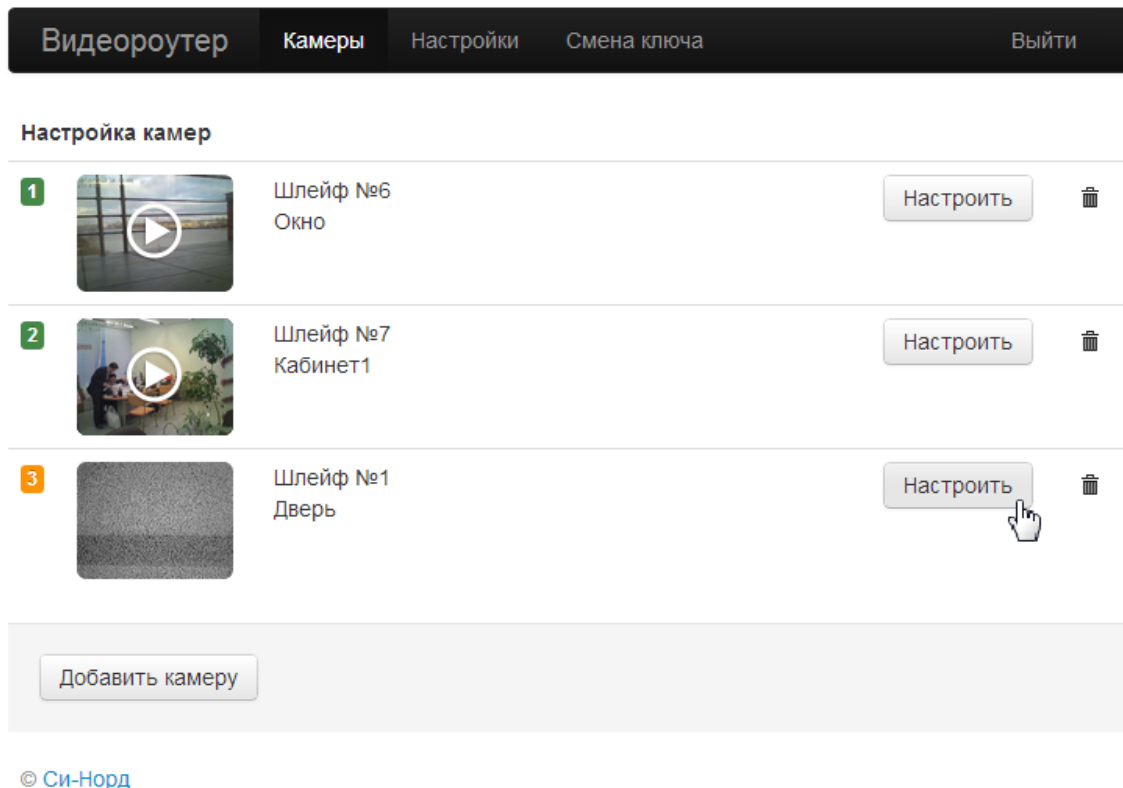 Видеороутер Камеры Настройки Смена ключа Выйти
Настройка камер
1 Шлейф №6 Настроить
Окно
2 Шлейф №7 Настроить
Кабинет1
3 Шлейф №1 Настроить
Дверь
Добавить камеру
© Си-Норд